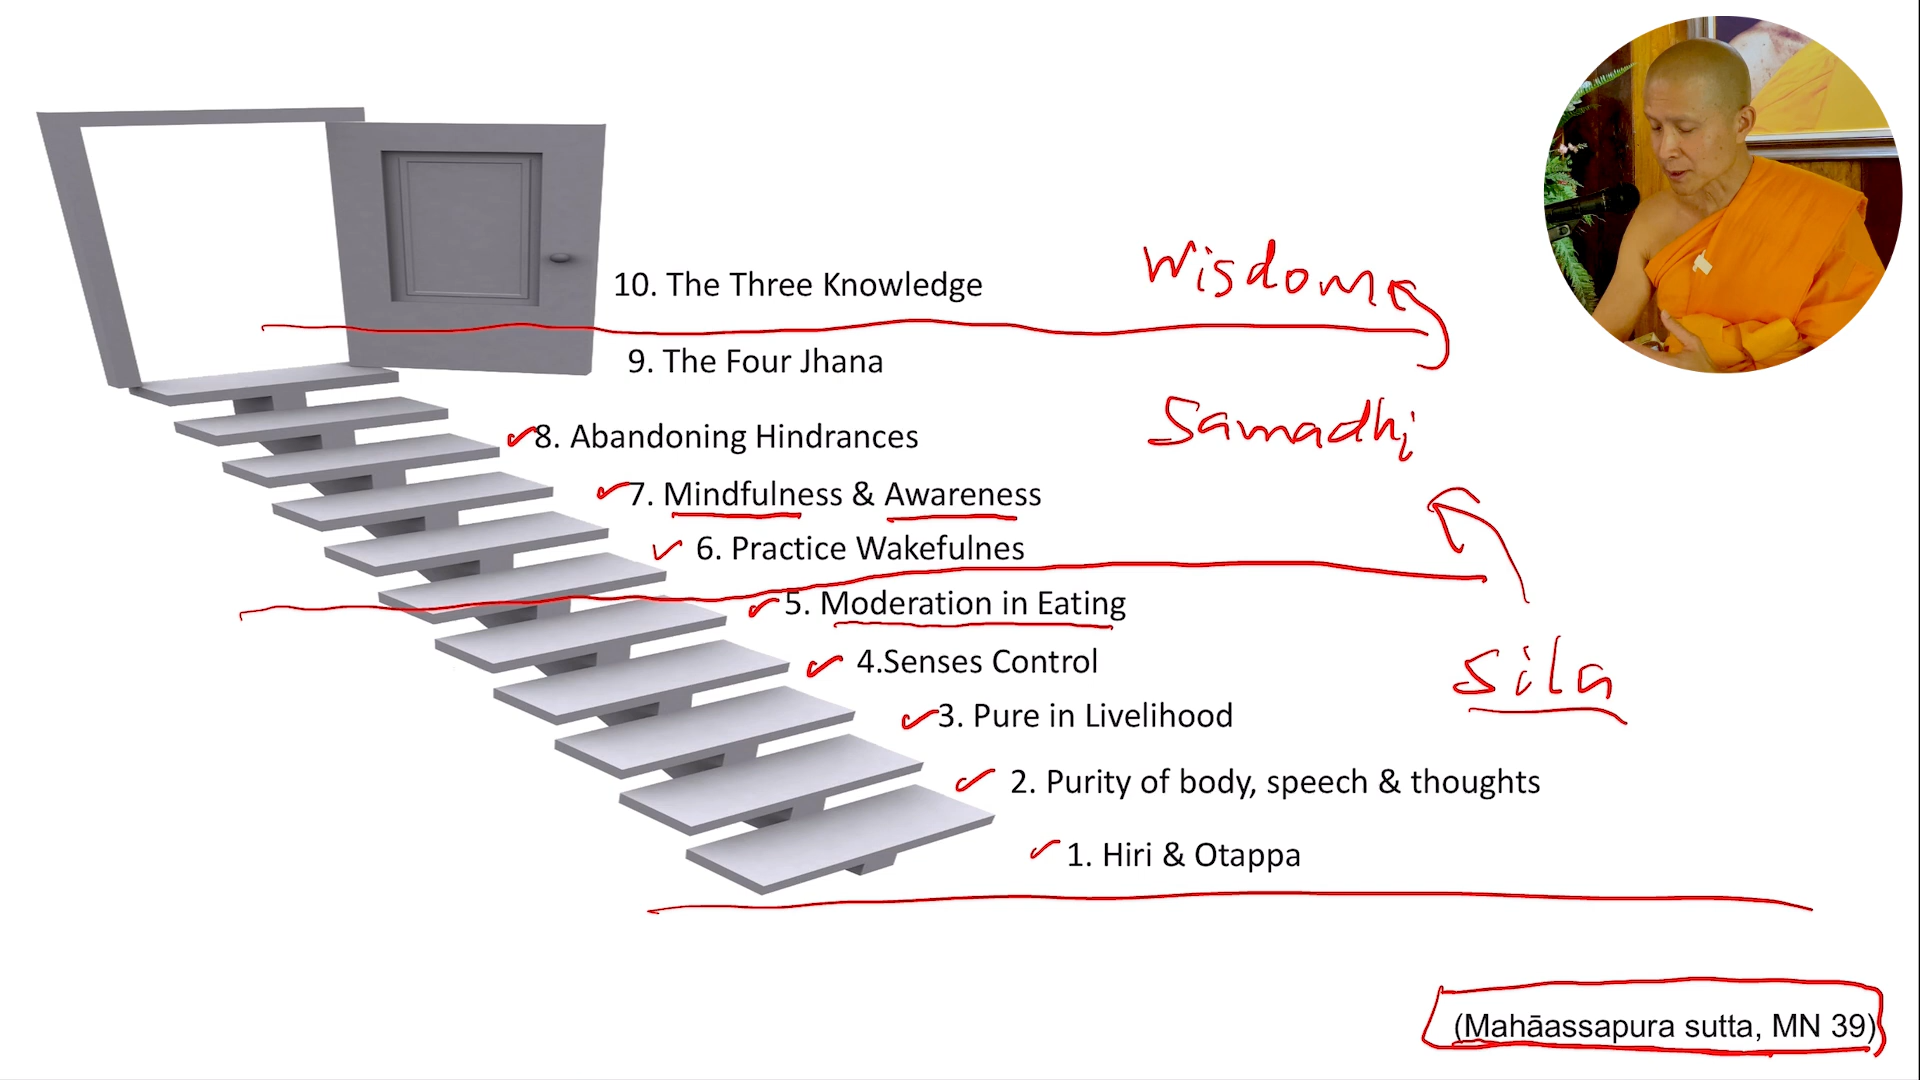 10. The Three Knowledge
Wisdom
9. The Four Jhana
8. Abandoning Hindrances
Samadhi
7. Mindfulness & Awareness
6. Practice Wakefulnes
5. Moderation in Eating
4.Senses Control
Sila
3. Pure in Livelihood
2. Purity of body, speech & thoughts
1. Hiri & Otappa
(Mahāassapura sutta, MN 39)